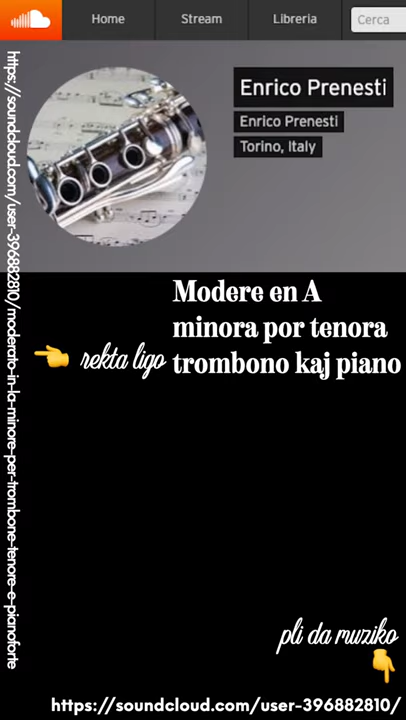 Home
Stream
Libreria
Cerca
Enrico Prenesti
Enrico Prenesti
Torino, Italy
https://soundcloud.com/user-396882810/moderato-in-la-minore-per-trombone-tenore-e-pianoforte
Modere en A
minora por tenora
trombono kaj piano
👈 rekta ligo
pli da muziko
👇
https://soundcloud.com/user-396882810/